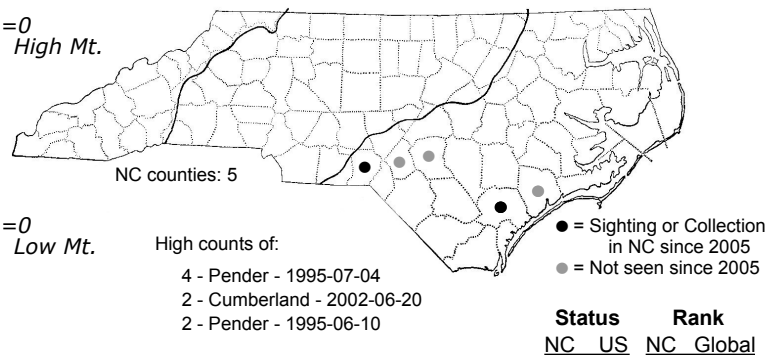 =0
High Mt.
NC counties: 5
=0
Low Mt.
High counts of:
4 - Pender - 1995-07-04
2 - Cumberland - 2002-06-20
2 - Pender - 1995-06-10
● = Sighting or Collection
in NC since 2005
● = Not seen since 2005
Status Rank
NC US NC Global